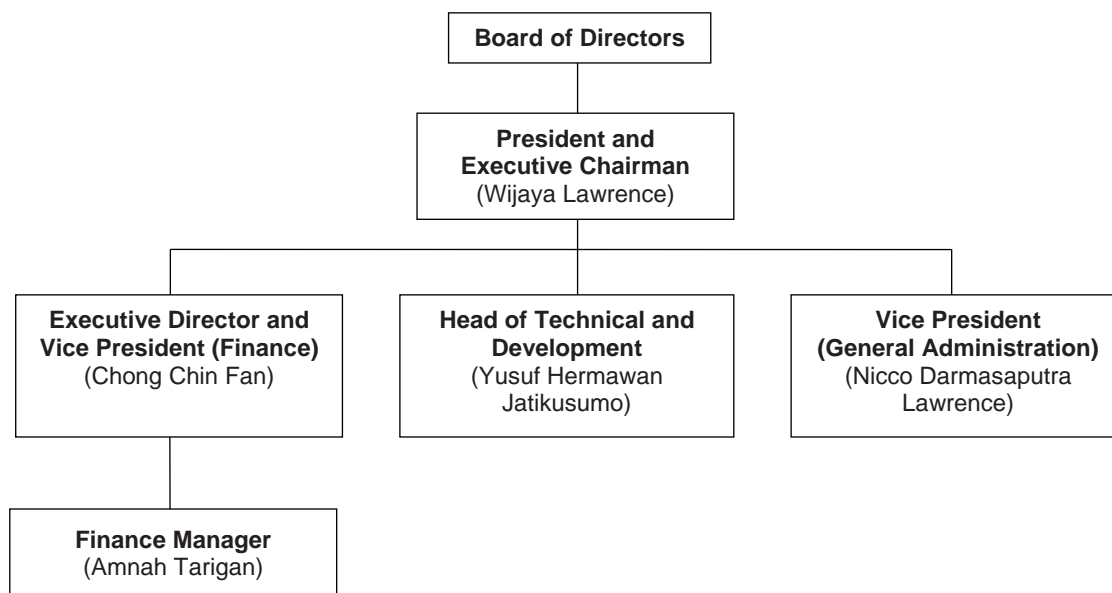 Board of Directors
President and
Executive Chairman
(Wijaya Lawrence)
Executive Director and
Vice President (Finance)
(Chong Chin Fan)
Head of Technical and
Development
(Yusuf Hermawan
Jatikusumo)
Vice President
(General Administration)
(Nicco Darmasaputra
Lawrence)
Finance Manager
(Amnah Tarigan)